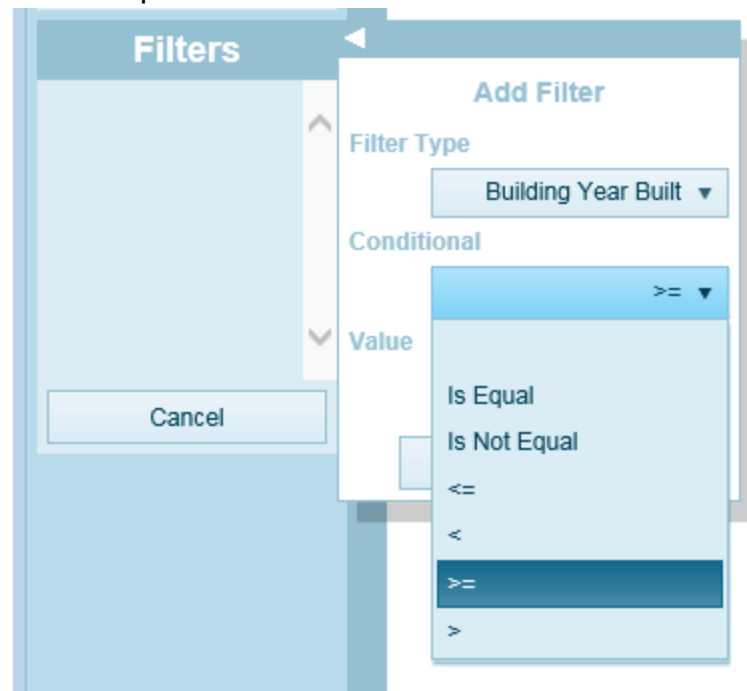 Filters
Cancel
Add Filter
Filter Type
Building Year Built
Conditional
>=
Value
Is Equal
Is Not Equal
<=
<
>=
>